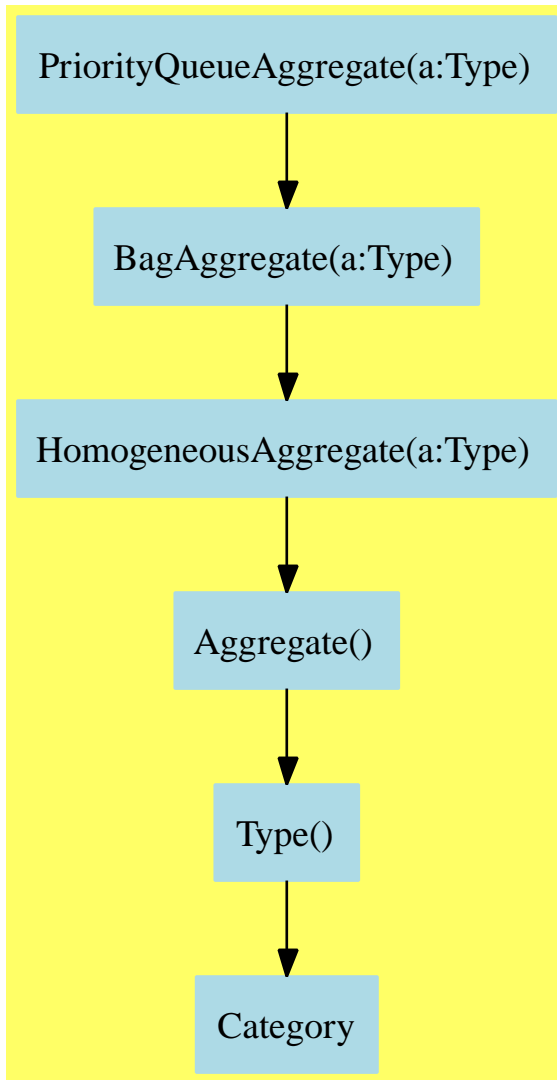 PriorityQueueAggregate(a:Type)
BagAggregate(a:Type)
HomogeneousAggregate(a:Type)
Aggregate()
Type()
Category